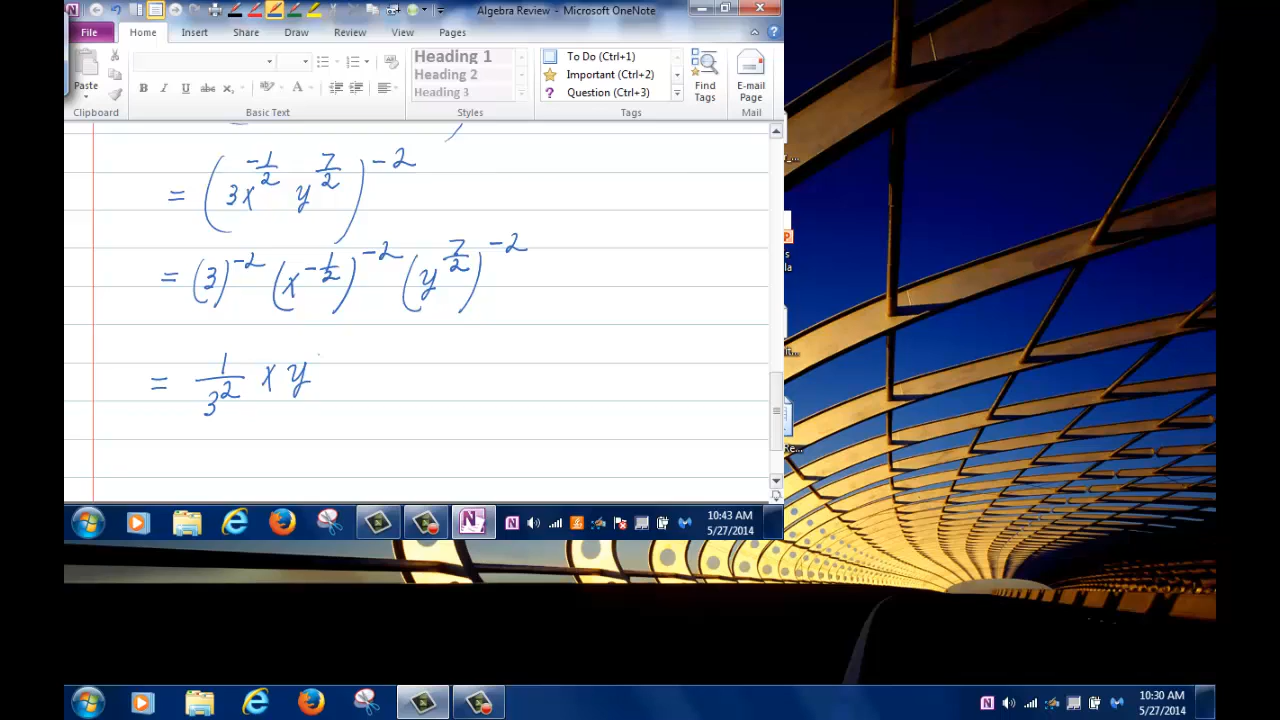 Algebra Review - Microsoft OneNote
File Home Insert Share Draw Review View Pages
Paste
B I U abc x₂ A
Heading 1
Heading 2
Heading 3
To Do (Ctrl+1)
Important (Ctrl+2)
Question (Ctrl+3)
Find Tags
E-mail Page
Clipboard Basic Text Styles Tags Mail
= (3x^{-1/2} y^{7/2})^{-2}
= (3)^{-2} (x^{-1/2})^{-2} (y^{7/2})^{-2}
= 1/3^2 x y
10:43 AM
5/27/2014
10:30 AM
5/27/2014